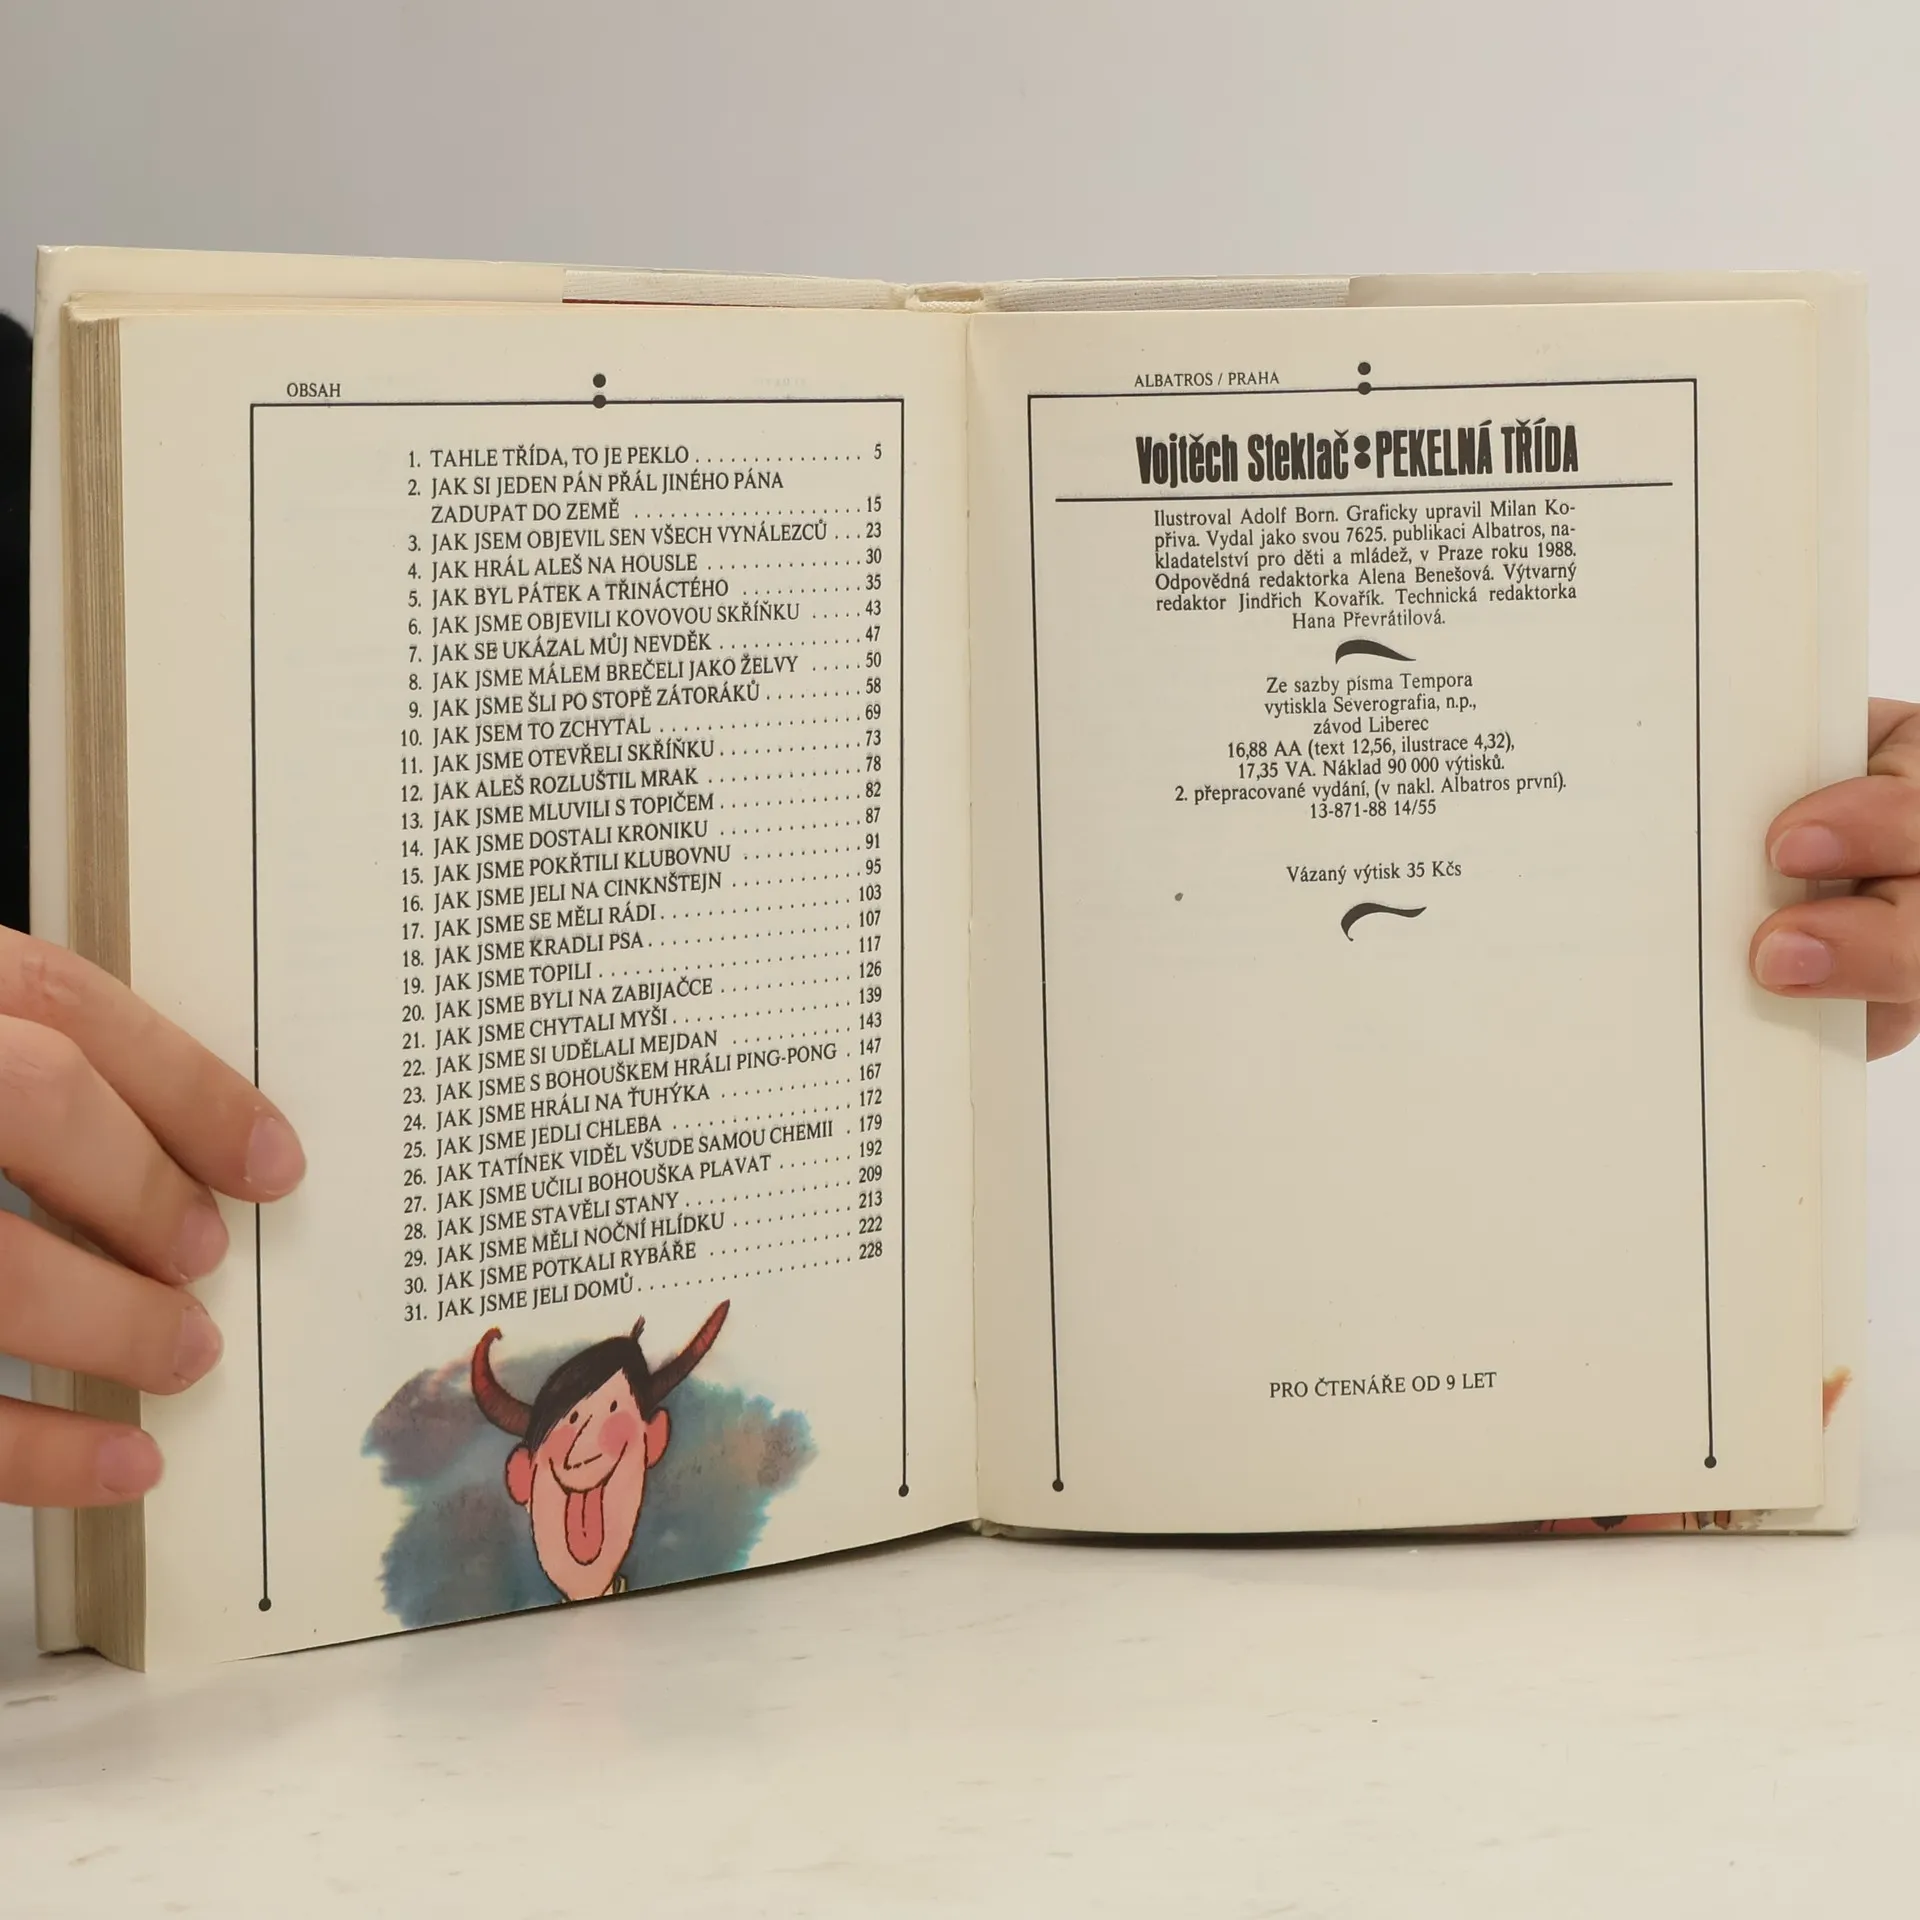 OBSAH
1. TAHLE TŘÍDA, TO JE PEKLO . . . . . . . . . . . . . . . 5
2. JAK SI JEDEN PÁN PŘÁL JINÉHO PÁNA
ZADUPAT DO ZEMĚ . . . . . . . . . . . . . . . . . . . . . 15
3. JAK JSEM OBJEVIL SEN VŠECH VYNÁLEZCŮ . . . 23
4. JAK HRÁL ALEŠ NA HOUSLE . . . . . . . . . . . . . . 30
5. JAK BYL PÁTEK A TŘINÁCTÉHO . . . . . . . . . . . 35
6. JAK JSME OBJEVILI KOVOVOU SKŘÍŇKU . . . . . 43
7. JAK SE UKÁZAL MŮJ NEVDĚK . . . . . . . . . . . . . 47
8. JAK JSME MÁLEM BREČELI JAKO ŽELVY . . . . . 50
9. JAK JSME ŠLI PO STOPĚ ZÁTORÁKŮ . . . . . . . . 58
10. JAK JSEM TO ZCHYTAL . . . . . . . . . . . . . . . . . . 69
11. JAK JSME OTEVŘELI SKŘÍŇKU . . . . . . . . . . . . 73
12. JAK ALEŠ ROZLUŠTIL MRAK . . . . . . . . . . . . . . 78
13. JAK JSME MLUVILI S TOPIČEM . . . . . . . . . . . . 82
14. JAK JSME DOSTALI KRONIKU . . . . . . . . . . . . . 87
15. JAK JSME POKŘTILI KLUBOVNU . . . . . . . . . . . 91
16. JAK JSME JELI NA CINKNŠTEJN . . . . . . . . . . . . 95
17. JAK JSME SE MĚLI RÁDI . . . . . . . . . . . . . . . . . 103
18. JAK JSME KRADLI PSA . . . . . . . . . . . . . . . . . . 107
19. JAK JSME TOPILI . . . . . . . . . . . . . . . . . . . . . . 117
20. JAK JSME BYLI NA ZABIJAČCE . . . . . . . . . . . . 126
21. JAK JSME CHYTALI MYŠI . . . . . . . . . . . . . . . . 139
22. JAK JSME SI UDĚLALI MEJDAN . . . . . . . . . . . . 143
23. JAK JSME S BOHOUŠKEM HRÁLI PING-PONG . 147
24. JAK JSME HRÁLI NA ŤUHÝKA . . . . . . . . . . . . 167
25. JAK JSME JEDLI CHLEBA . . . . . . . . . . . . . . . . 172
26. JAK TATÍNEK VIDĚL VŠUDE SAMOU CHEMII . 179
27. JAK JSME UČILI BOHOUŠKA PLAVAT . . . . . . . 192
28. JAK JSME STAVĚLI STANY . . . . . . . . . . . . . . . 209
29. JAK JSME MĚLI NOČNÍ HLÍDKU . . . . . . . . . . . 213
30. JAK JSME POTKALI RYBÁŘE . . . . . . . . . . . . . 222
31. JAK JSME JELI DOMŮ . . . . . . . . . . . . . . . . . . . 228
ALBATROS / PRAHA
Vojtěch Steklač : PEKELNÁ TŘÍDA
Ilustroval Adolf Born. Graficky upravil Milan Ko-
přiva. Vydal jako svou 7625. publikaci Albatros, na-
kladatelství pro děti a mládež, v Praze roku 1988.
Odpovědná redaktorka Alena Benešová. Výtvarný
redaktor Jindřich Kovařík. Technická redaktorka
Hana Převrátilová.
Ze sazby písma Tempora
vytiskla Severografia, n.p.,
závod Liberec
16,88 AA (text 12,56, ilustrace 4,32),
17,35 VA. Náklad 90 000 výtisků.
2. přepracované vydání, (v nakl. Albatros první).
13-871-88 14/55
Vázaný výtisk 35 Kčs
PRO ČTENÁŘE OD 9 LET